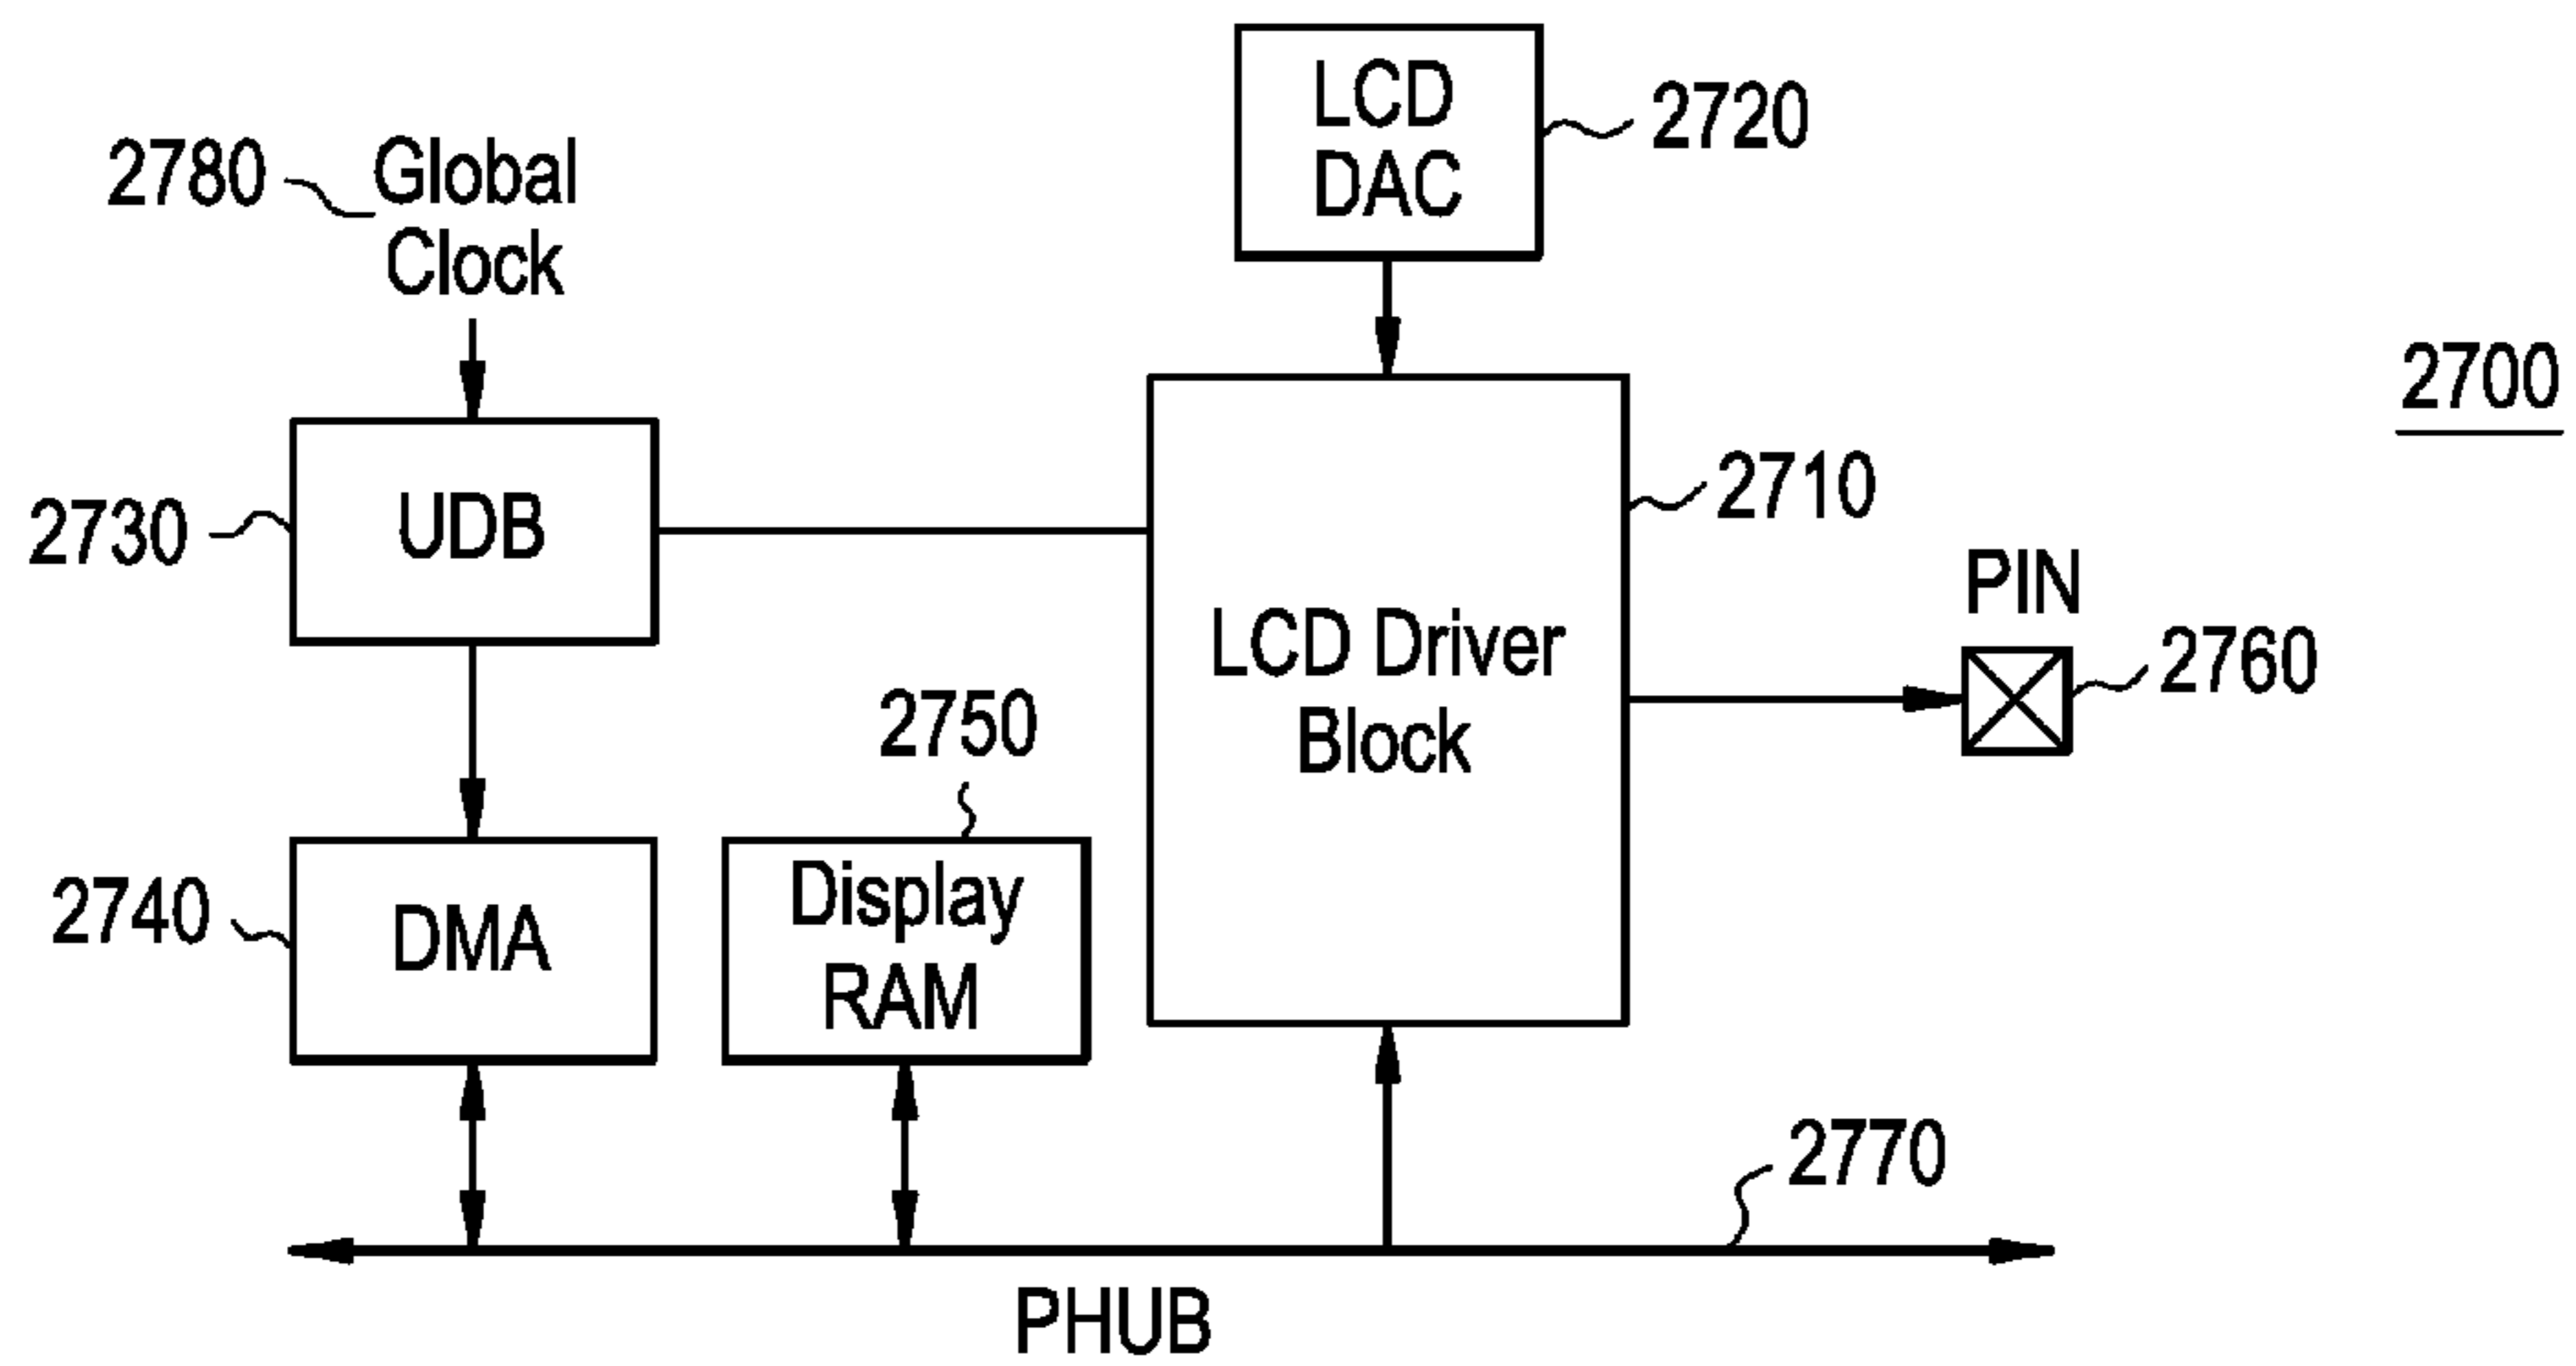 LCD
DAC
2720
2780
Global
Clock
2700
2730
UDB
2710
LCD Driver
Block
PIN
2760
2750
2740
DMA
Display
RAM
2770
PHUB